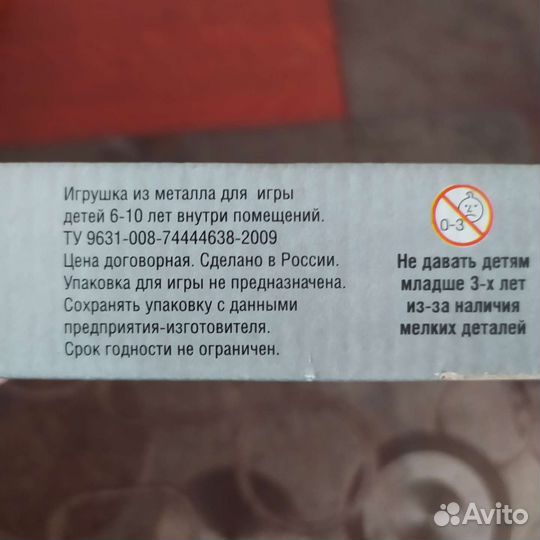 Игрушка из металла для игры
детей 6-10 лет внутри помещений.
ТУ 9631-008-74444638-2009
Цена договорная. Сделано в России.
Упаковка для игры не предназначена.
Сохранять упаковку с данными
предприятия-изготовителя.
Срок годности не ограничен.
0-3
Не давать детям
младше 3-х лет
из-за наличия
мелких деталей
Avito